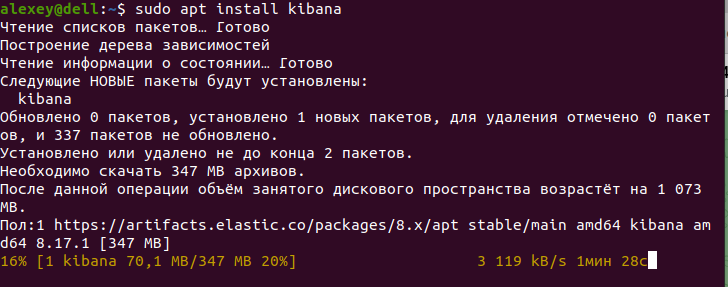 alexey@dell:~$ sudo apt install kibana
Чтение списков пакетов… Готово
Построение дерева зависимостей
Чтение информации о состоянии… Готово
Следующие НОВЫЕ пакеты будут установлены:
  kibana
Обновлено 0 пакетов, установлено 1 новых пакетов, для удаления отмечено 0 пакет
ов, и 337 пакетов не обновлено.
Установлено или удалено не до конца 2 пакетов.
Необходимо скачать 347 MB архивов.
После данной операции объём занятого дискового пространства возрастёт на 1 073
MB.
Пол:1 https://artifacts.elastic.co/packages/8.x/apt stable/main amd64 kibana am
d64 8.17.1 [347 MB]
16% [1 kibana 70,1 MB/347 MB 20%] 3 119 kB/s 1мин 28с